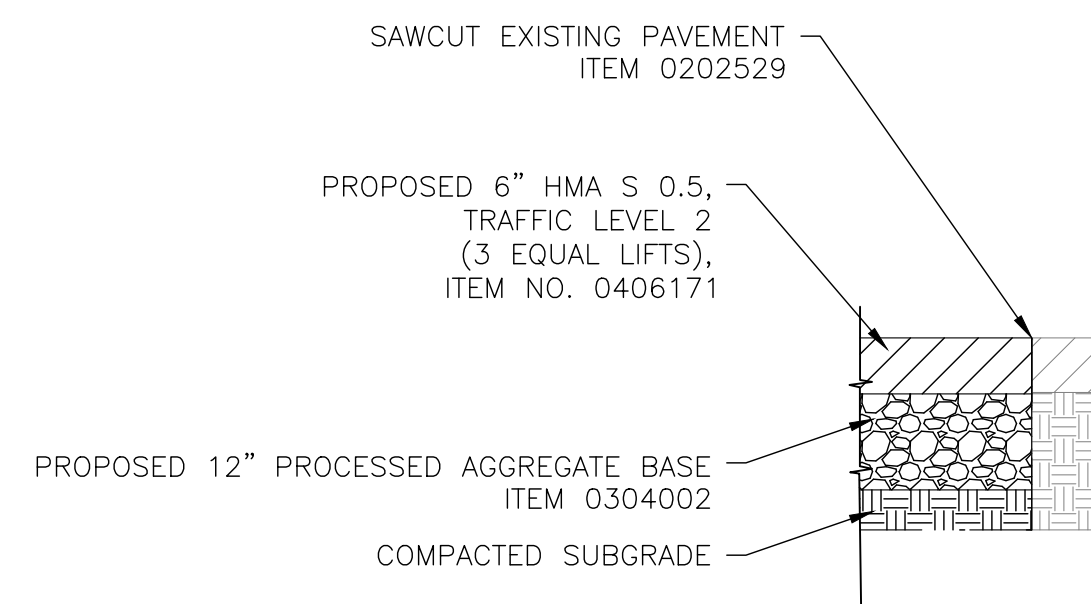 SAWCUT EXISTING PAVEMENT
ITEM 0202529
PROPOSED 6” HMA S 0.5,
TRAFFIC LEVEL 2
(3 EQUAL LIFTS),
ITEM NO. 0406171
PROPOSED 12” PROCESSED AGGREGATE BASE
ITEM 0304002
COMPACTED SUBGRADE